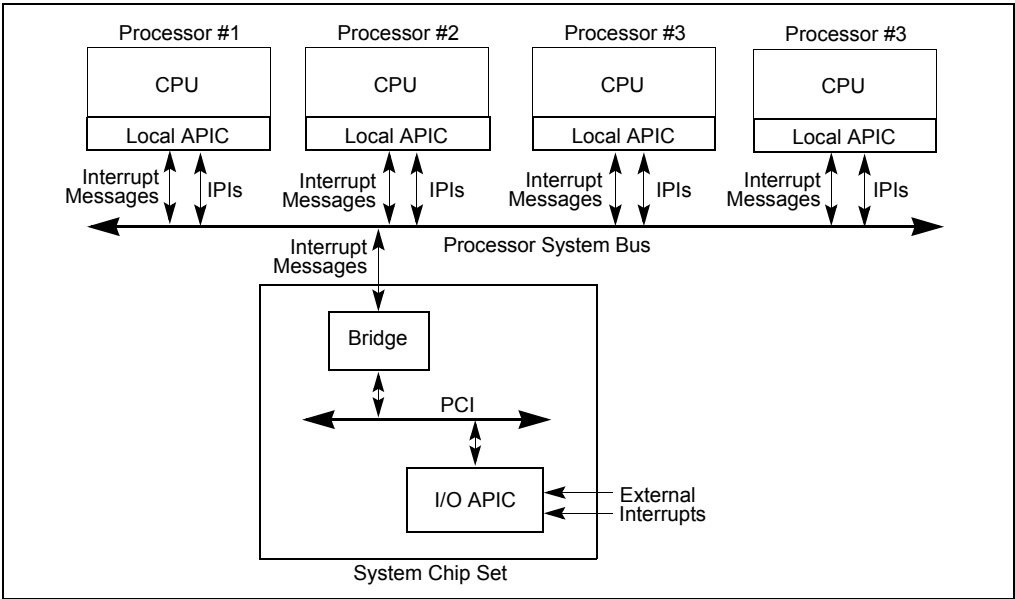 Processor #1
Processor #2
Processor #3
Processor #3
CPU
CPU
CPU
CPU
Local APIC
Local APIC
Local APIC
Local APIC
Interrupt
Messages
IPIs
Interrupt
Messages
IPIs
Interrupt
Messages
IPIs
Interrupt
Messages
IPIs
Processor System Bus
Interrupt
Messages
Bridge
PCI
I/O APIC
External
Interrupts
System Chip Set